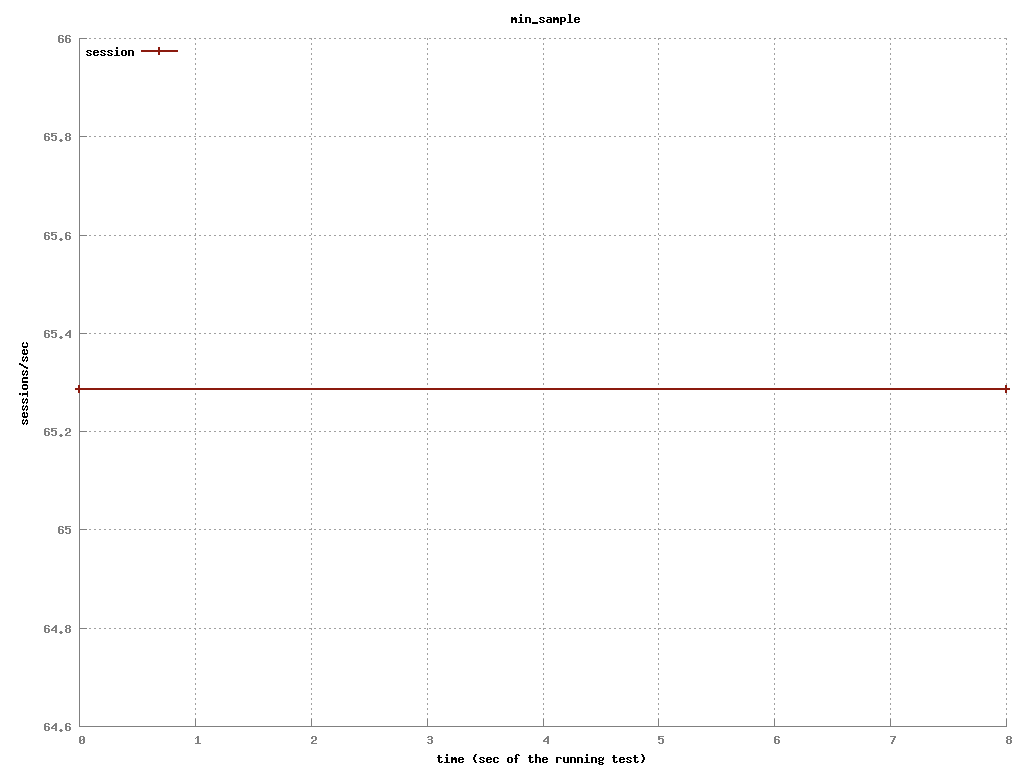 min_sample
66
session
65.8
65.6
65.4
sessions/sec
65.2
65
64.8
64.6
0 1 2 3 4 5 6 7 8
time (sec of the running test)